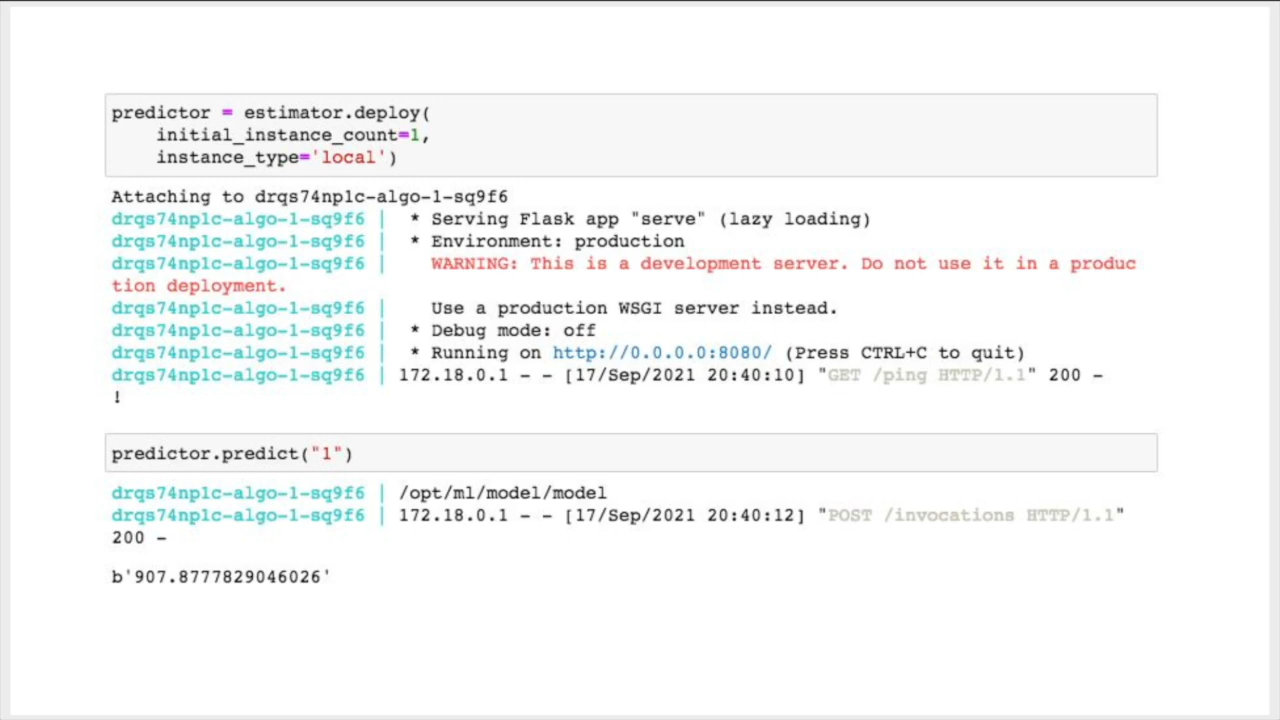 predictor = estimator.deploy(
    initial_instance_count=1,
    instance_type='local')
Attaching to drqs74np1c-algo-1-sq9f6
drqs74np1c-algo-1-sq9f6 |  * Serving Flask app "serve" (lazy loading)
drqs74np1c-algo-1-sq9f6 |  * Environment: production
drqs74np1c-algo-1-sq9f6 |    WARNING: This is a development server. Do not use it in a produc
tion deployment.
drqs74np1c-algo-1-sq9f6 |    Use a production WSGI server instead.
drqs74np1c-algo-1-sq9f6 |  * Debug mode: off
drqs74np1c-algo-1-sq9f6 |  * Running on http://0.0.0.0:8080/ (Press CTRL+C to quit)
drqs74np1c-algo-1-sq9f6 | 172.18.0.1 - - [17/Sep/2021 20:40:10] "GET /ping HTTP/1.1" 200 -
!
predictor.predict("1")
drqs74np1c-algo-1-sq9f6 | /opt/ml/model/model
drqs74np1c-algo-1-sq9f6 | 172.18.0.1 - - [17/Sep/2021 20:40:12] "POST /invocations HTTP/1.1"
200 -
b'907.8777829046026'